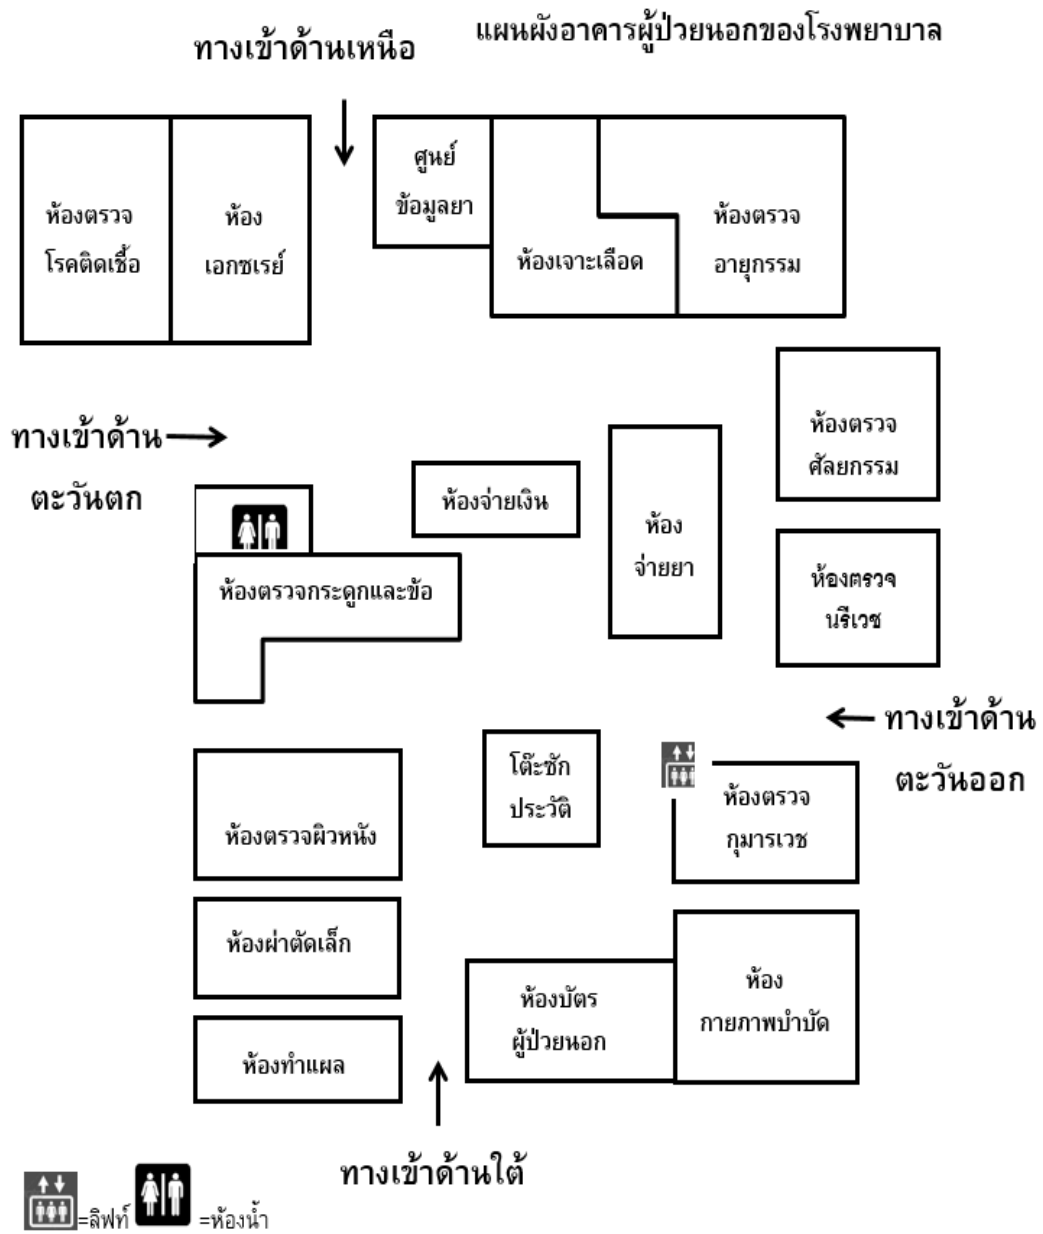 แผนผังอาคารผู้ป่วยนอกของโรงพยาบาล
ทางเข้าด้านเหนือ
ห้องตรวจ
โรคติดเชื้อ
ห้อง
เอกซเรย์
ศูนย์
ข้อมูลยา
ห้องเจาะเลือด
ห้องตรวจ
อายุกรรม
ทางเข้าด้าน
ตะวันตก
ห้องจ่ายเงิน
ห้อง
จ่ายยา
ห้องตรวจ
ศัลยกรรม
ห้องตรวจกระดูกและข้อ
ห้องตรวจ
นรีเวช
ทางเข้าด้าน
ตะวันออก
โต๊ะซัก
ประวัติ
ห้องตรวจ
กุมารเวช
ห้องตรวจผิวหนัง
ห้องผ่าตัดเล็ก
ห้องบัตร
ผู้ป่วยนอก
ห้อง
กายภาพบำบัด
ห้องทำแผล
ทางเข้าด้านใต้
=ลิฟท์
=ห้องน้ำ